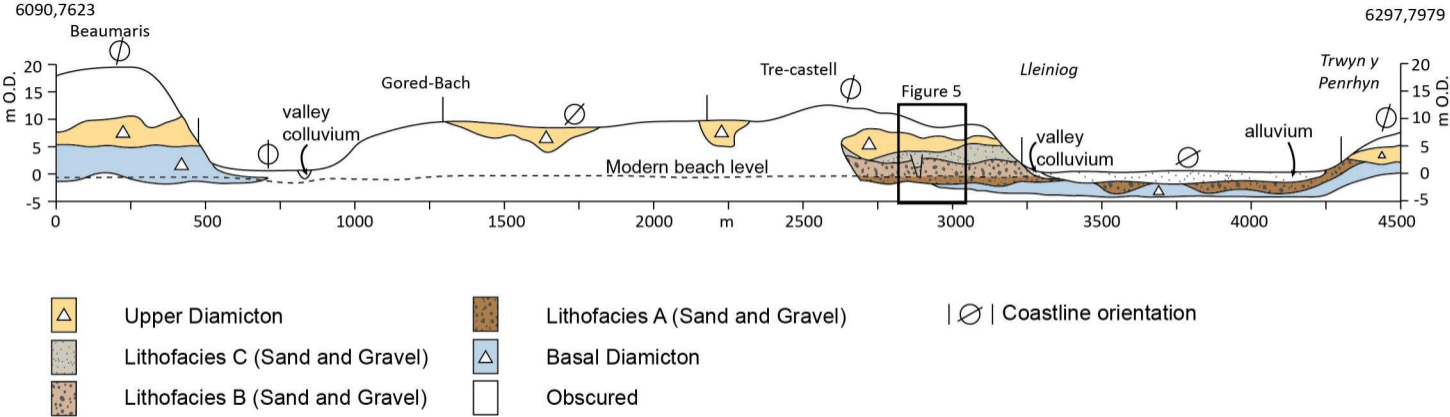 6090,7623
6297,7979
Beaumaris
Gored-Bach
Tre-castell
Lleiniog
Trwyn y
Penrhyn
Figure 5
valley
colluvium
valley
colluvium
alluvium
Modern beach level
m O.D.
20
15
10
5
0
-5
m O.D.
20
15
10
5
0
-5
0 500 1000 1500 2000 m 2500 3000 3500 4000 4500
Upper Diamicton
Lithofacies C (Sand and Gravel)
Lithofacies B (Sand and Gravel)
Lithofacies A (Sand and Gravel)
Basal Diamicton
Obscured
Coastline orientation